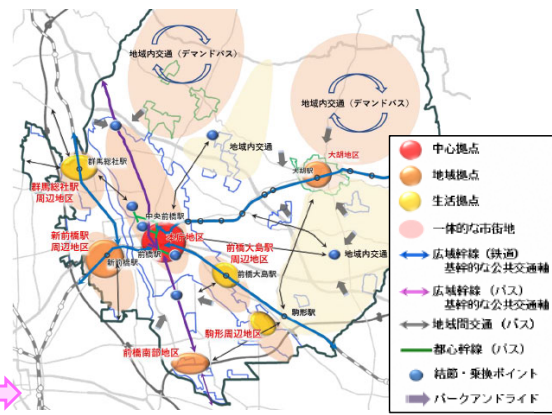 地域内交通（デマンドバス）
地域内交通（デマンドバス）
地域内交通
大胡地区
大胡駅
群馬総社駅
群馬総社駅
周辺地区
中央前橋駅
本庁地区
新前橋駅
周辺地区
新前橋駅
前橋駅
前橋大島駅
周辺地区
前橋大島駅
地域内交通
駒形駅
駒形周辺地区
前橋南部地区
中心拠点
地域拠点
生活拠点
一体的な市街地
広域幹線（鉄道）
基幹的な公共交通軸
広域幹線（バス）
基幹的な公共交通軸
地域間交通（バス）
都心幹線（バス）
結節・乗換ポイント
パークアンドライド